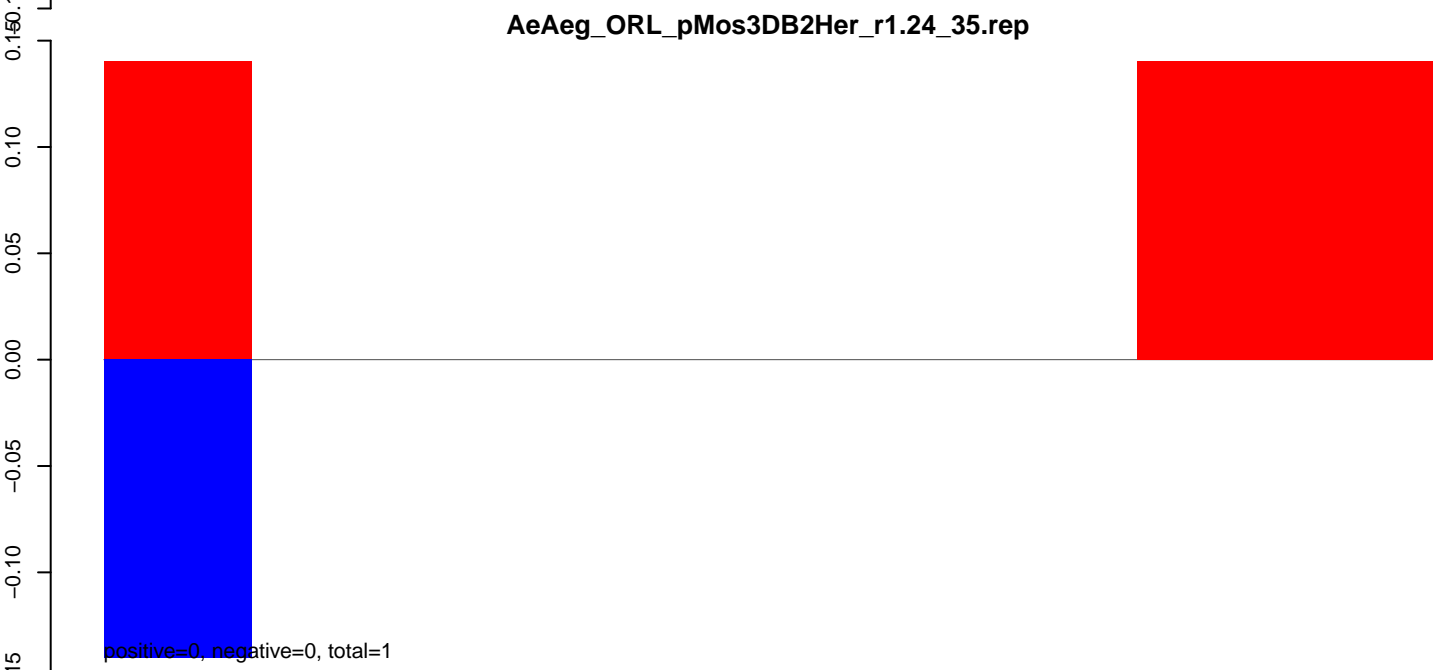 AeAeg_ORL_pMos3DB2Her_r1.24_35.rep
0.10
0.05
0.00
−0.05
−0.10
positive=0, negative=0, total=1